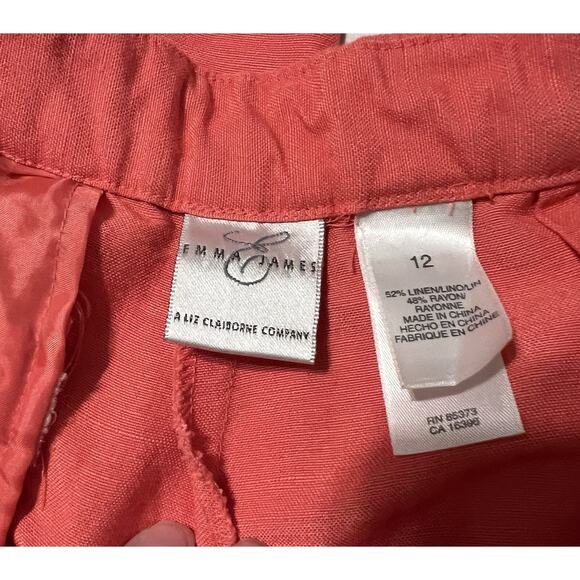 E
EMMA JAMES
A LIZ CLAIBORNE COMPANY
12
52% LINEN/LINO/LIN
48% RAYON/
RAYONNE
MADE IN CHINA
HECHO EN CHINA
FABRIQUE EN CHINE
RN 85373
CA 15396